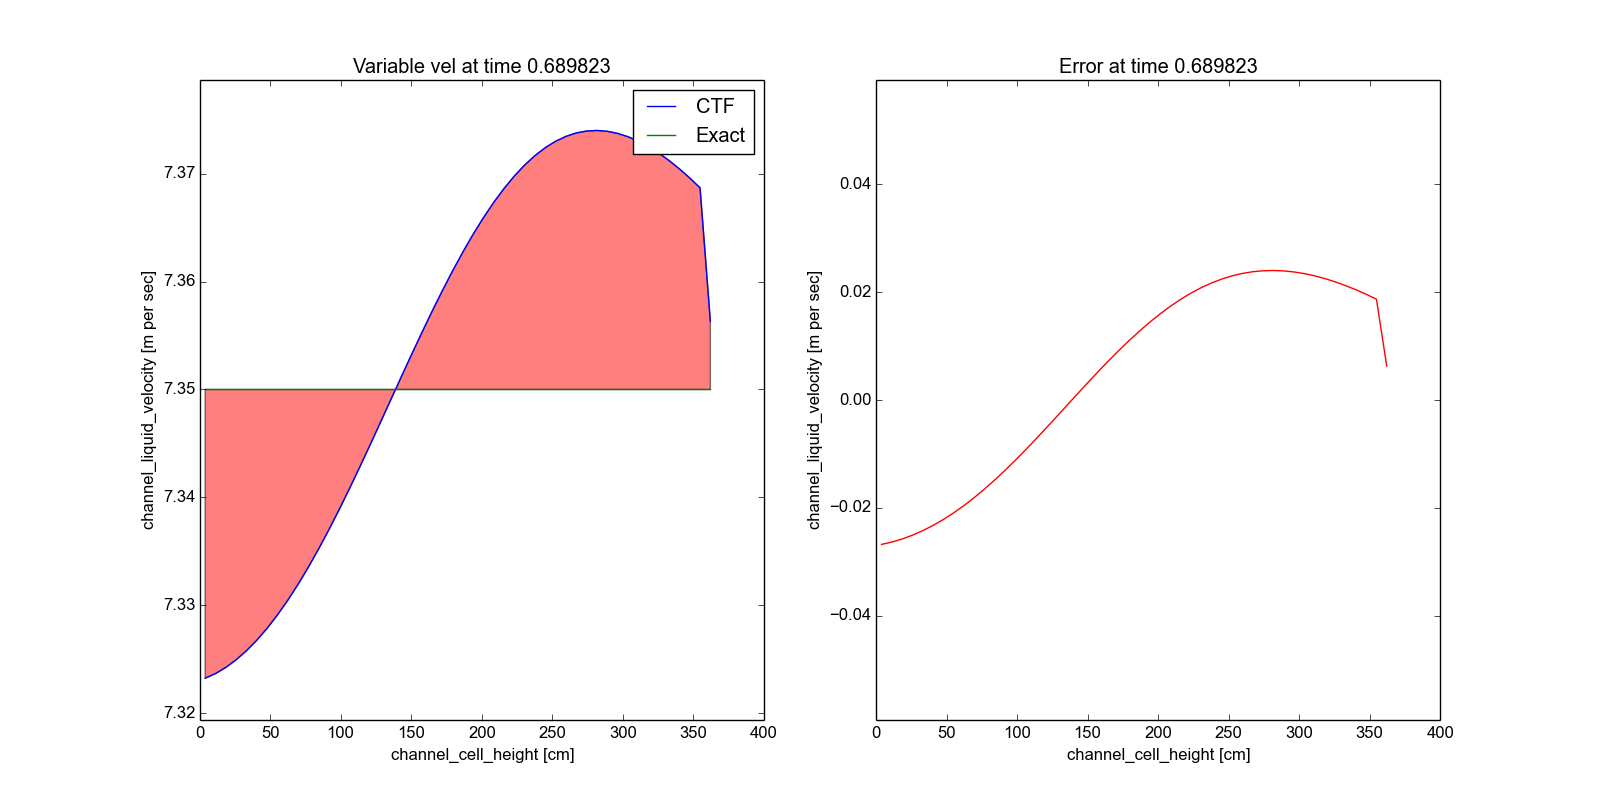 Variable vel at time 0.689823
CTF
Exact
7.37
7.36
7.35
7.34
7.33
7.32
channel_liquid_velocity [m per sec]
0 50 100 150 200 250 300 350 400
channel_cell_height [cm]
Error at time 0.689823
0.04
0.02
0.00
−0.02
−0.04
channel_liquid_velocity [m per sec]
0 50 100 150 200 250 300 350 400
channel_cell_height [cm]